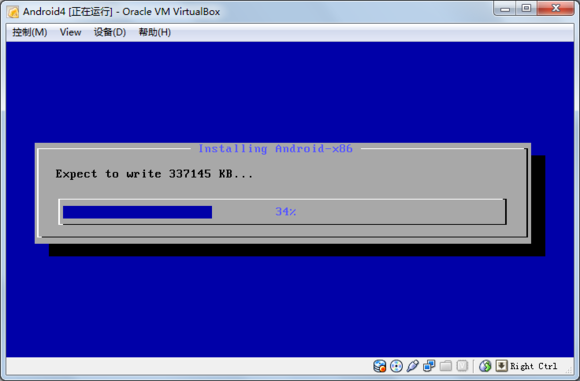 Android4 [正在运行] - Oracle VM VirtualBox
控制(M) View 设备(D) 帮助(H)
Installing Android-x86
Expect to write 337145 KB...
34%
Right Ctrl